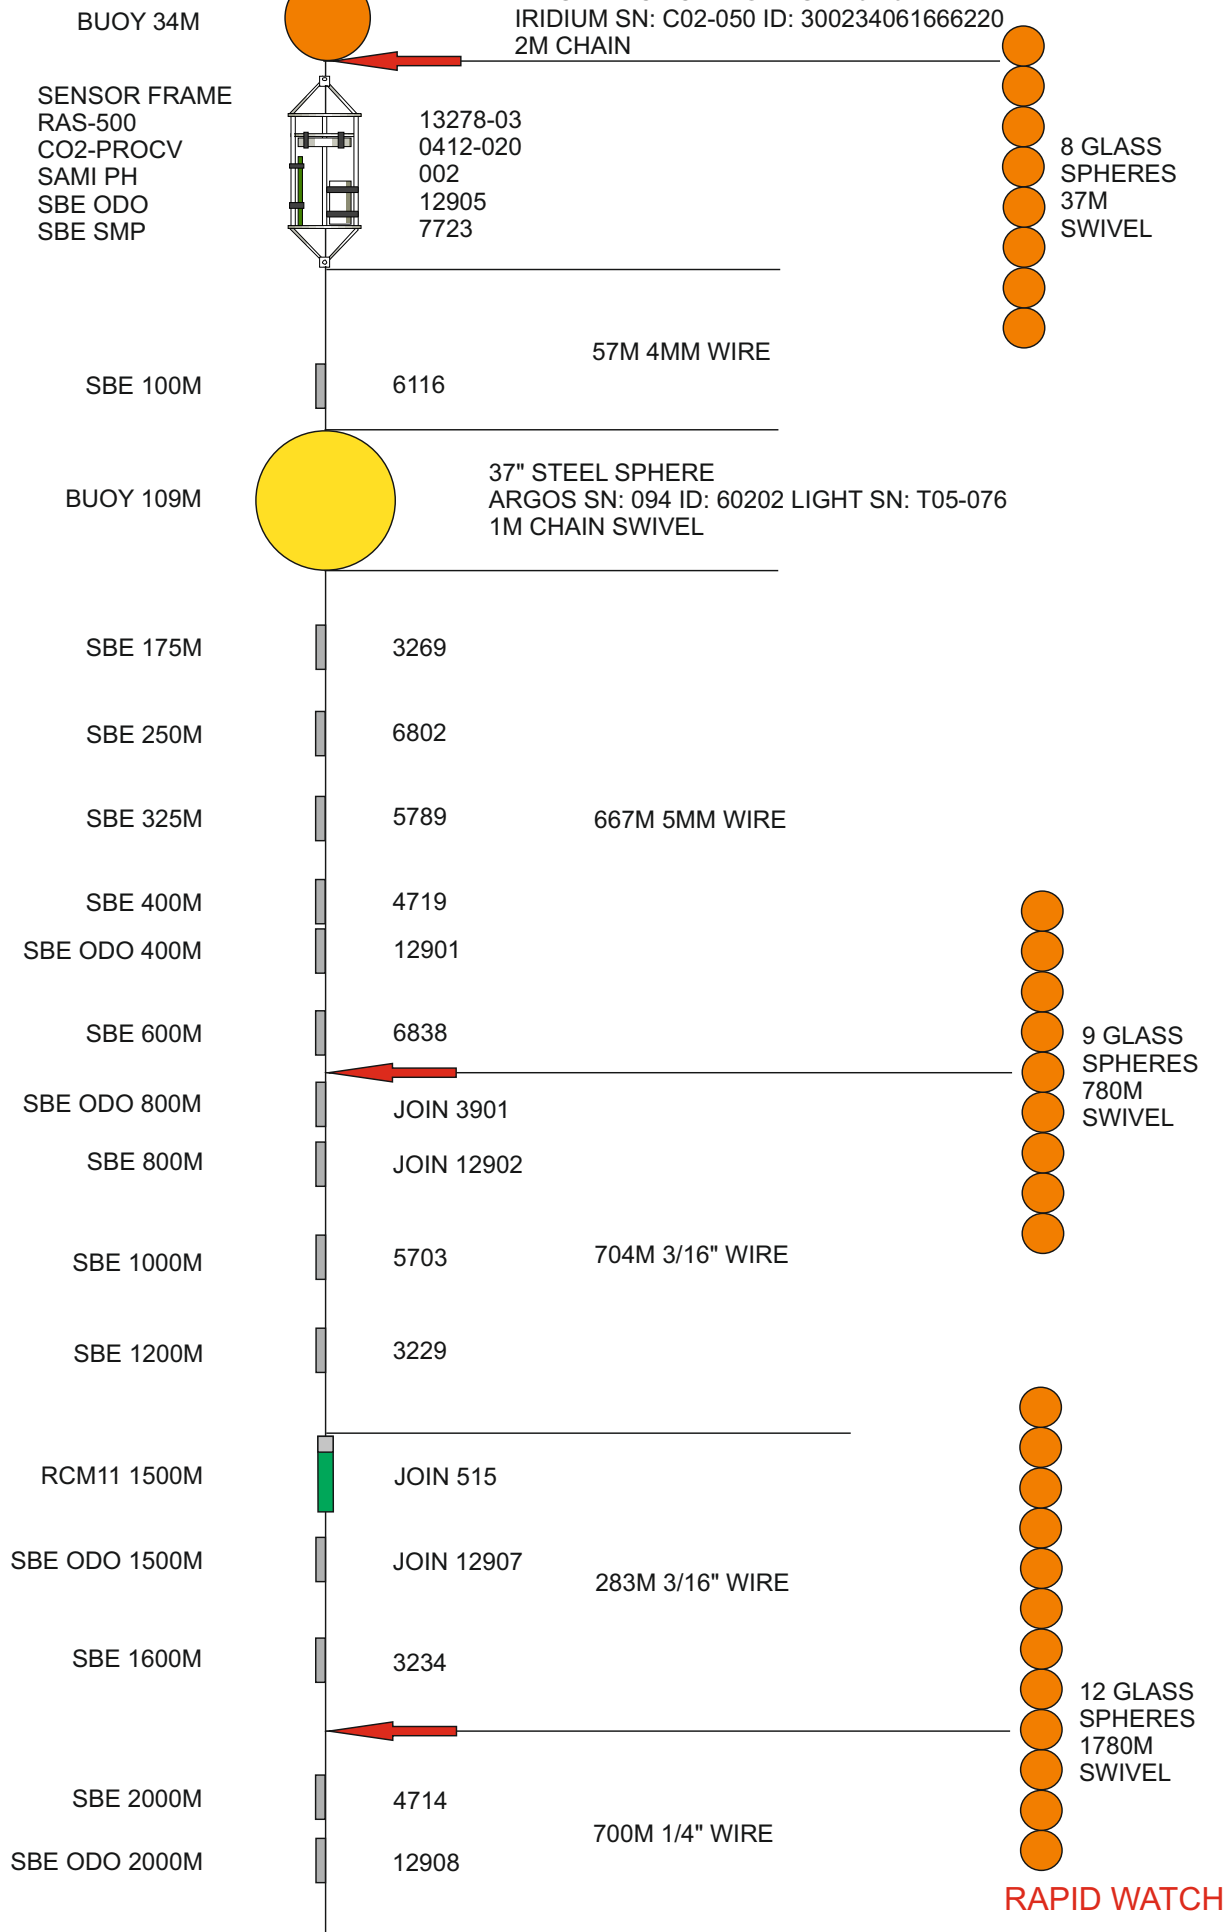 BUOY 34M
IRIDIUM SN: C02-050 ID: 300234061666220
2M CHAIN
SENSOR FRAME
RAS-500 13278-03
CO2-PROCV 0412-020
SAMI PH 002
SBE ODO 12905
SBE SMP 7723
8 GLASS
SPHERES
37M
SWIVEL
57M 4MM WIRE
SBE 100M 6116
37" STEEL SPHERE
BUOY 109M ARGOS SN: 094 ID: 60202 LIGHT SN: T05-076
1M CHAIN SWIVEL
SBE 175M 3269
SBE 250M 6802
SBE 325M 5789 667M 5MM WIRE
SBE 400M 4719
SBE ODO 400M 12901
SBE 600M 6838
9 GLASS
SPHERES
780M
SWIVEL
SBE ODO 800M JOIN 3901
SBE 800M JOIN 12902
SBE 1000M 5703 704M 3/16" WIRE
SBE 1200M 3229
RCM11 1500M JOIN 515
SBE ODO 1500M JOIN 12907
283M 3/16" WIRE
SBE 1600M 3234
12 GLASS
SPHERES
1780M
SWIVEL
SBE 2000M 4714
700M 1/4" WIRE
SBE ODO 2000M 12908
RAPID WATCH